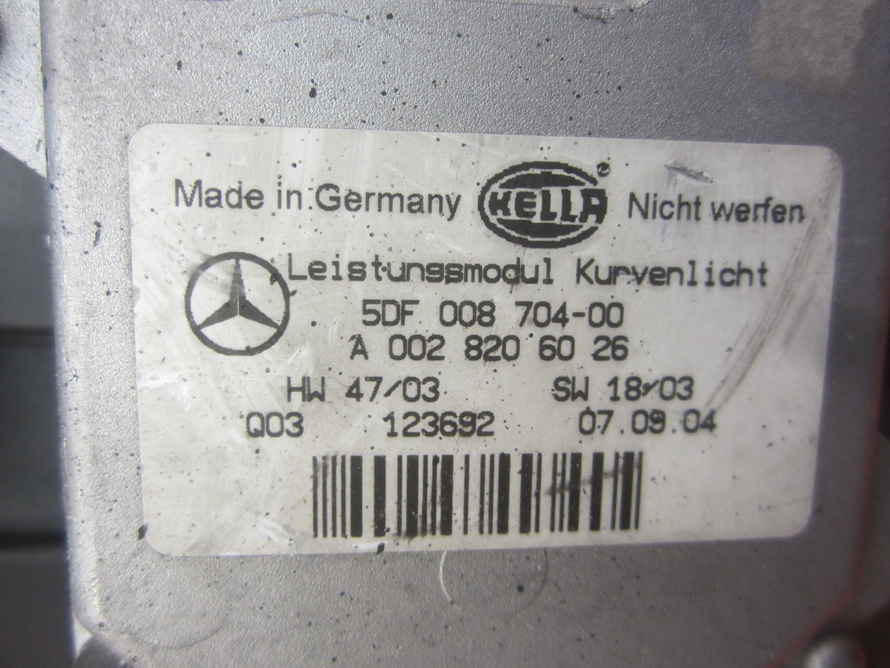 Made in Germany HELLA® Nicht werfen
Leistungsmodul Kurvenlicht
5DF 008 704-00
A 002 820 60 26
HW 47/03 SW 18/03
Q03 123692 07.09.04